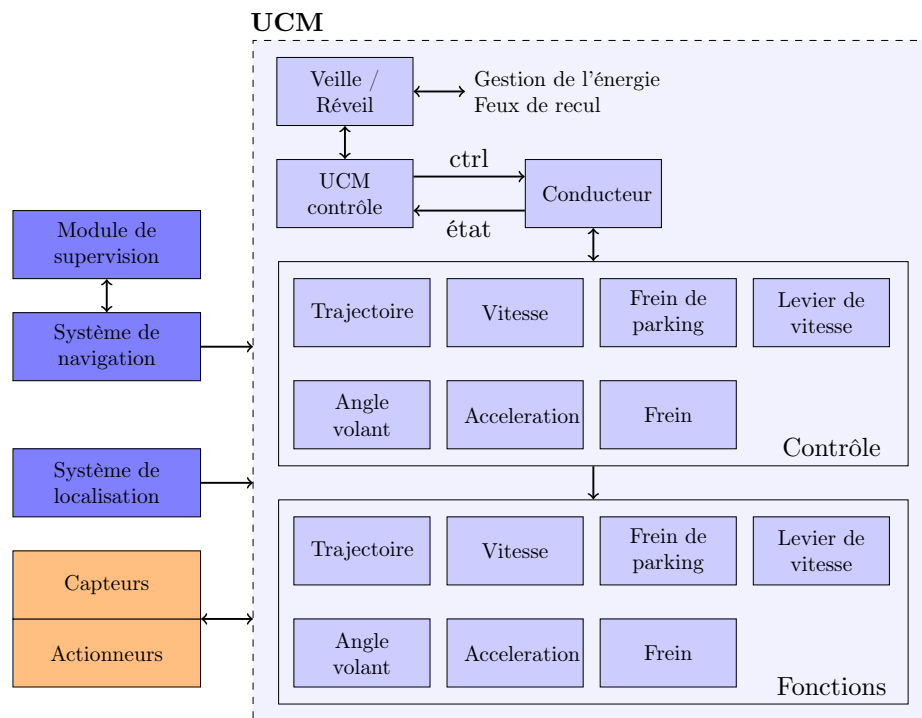 UCM
Veille /
Réveil
Gestion de l'énergie
Feux de recul
UCM
contrôle
ctrl
état
Conducteur
Module de
supervision
Système de
navigation
Système de
localisation
Capteurs
Actionneurs
Trajectoire
Vitesse
Frein de
parking
Levier de
vitesse
Angle
volant
Acceleration
Frein
Contrôle
Trajectoire
Vitesse
Frein de
parking
Levier de
vitesse
Angle
volant
Acceleration
Frein
Fonctions